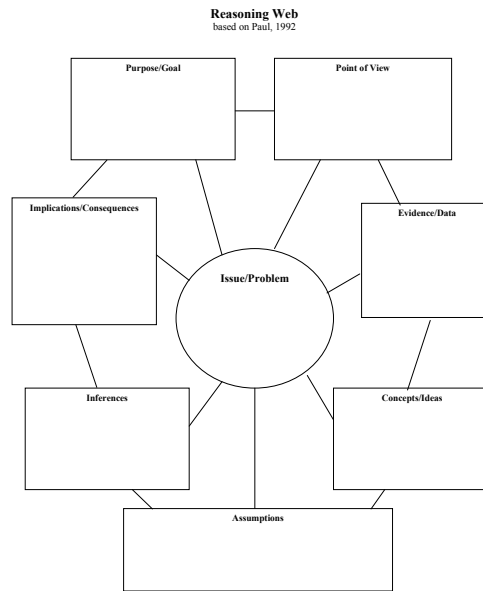 Reasoning Web
based on Paul, 1992
Purpose/Goal
Point of View
Implications/Consequences
Evidence/Data
Issue/Problem
Inferences
Concepts/Ideas
Assumptions